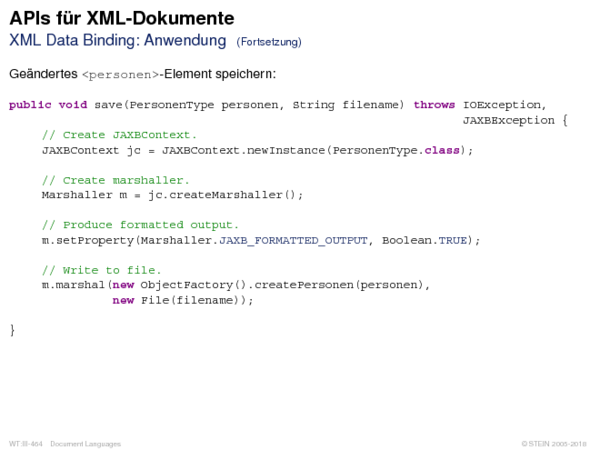 APIs für XML-Dokumente
XML Data Binding: Anwendung (Fortsetzung)
Geändertes <personen>-Element speichern:
public void save(PersonenType personen, String filename) throws IOException,
JAXBException {
// Create JAXBContext.
JAXBContext jc = JAXBContext.newInstance(PersonenType.class);
// Create marshaller.
Marshaller m = jc.createMarshaller();
// Produce formatted output.
m.setProperty(Marshaller.JAXB_FORMATTED_OUTPUT, Boolean.TRUE);
// Write to file.
m.marshal(new ObjectFactory().createPersonen(personen),
new File(filename));
}
WT:III-464 Document Languages
© STEIN 2005-2018